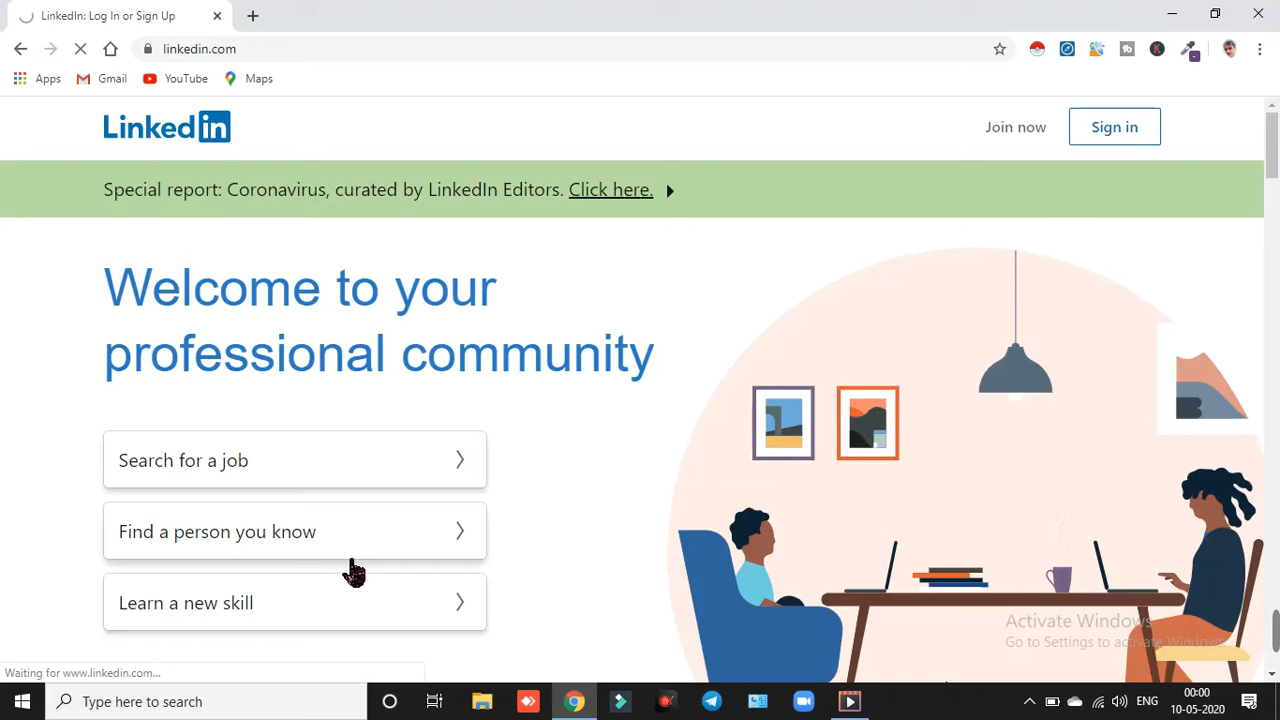 LinkedIn: Log In or Sign Up
linkedin.com
Apps Gmail YouTube Maps
Linkedin
Join now
Sign in
Special report: Coronavirus, curated by LinkedIn Editors. Click here.
Welcome to your
professional community
Search for a job
Find a person you know
Learn a new skill
Activate Windows
Go to Settings to activate Windows.
Waiting for www.linkedin.com...
Type here to search
ENG
00:00
10-05-2020